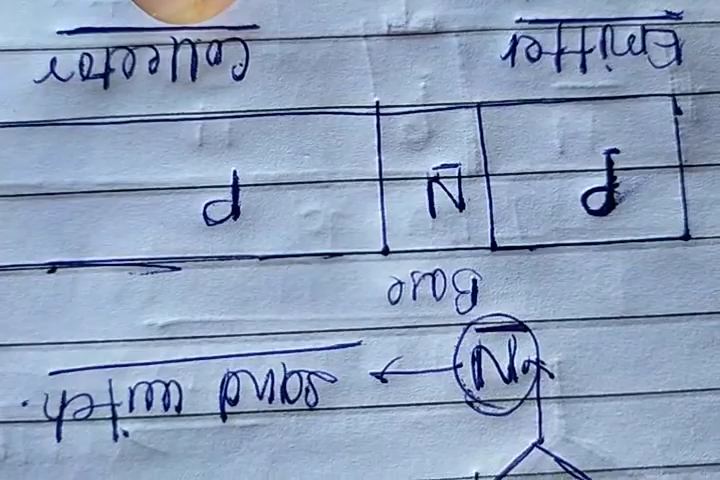 N → sand witch.
Base
P N P
Emitter Collector